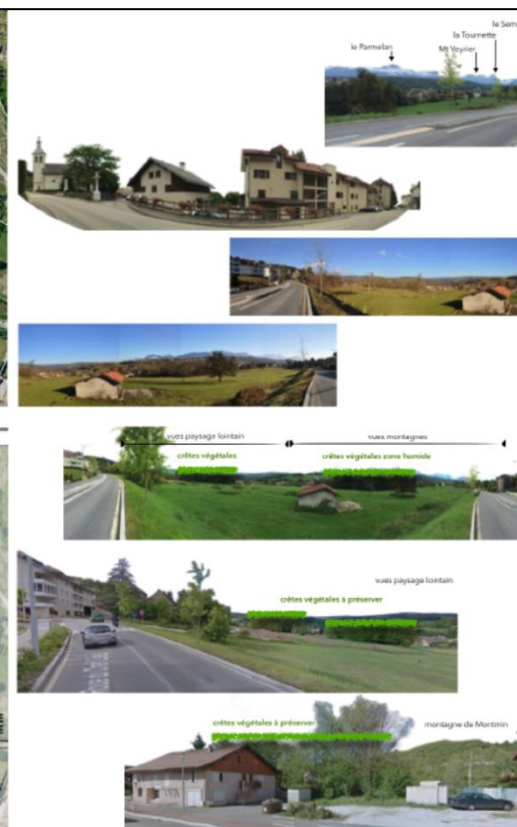 le Sem
la Tournette
le Parmelan
Mt Veyrier
vues paysage lointain
vues montagnes
crêtes végétales
crêtes végétales zone humide
vues paysage lointain
crêtes végétales à préserver
crêtes végétales à préserver
montagne de Montmin